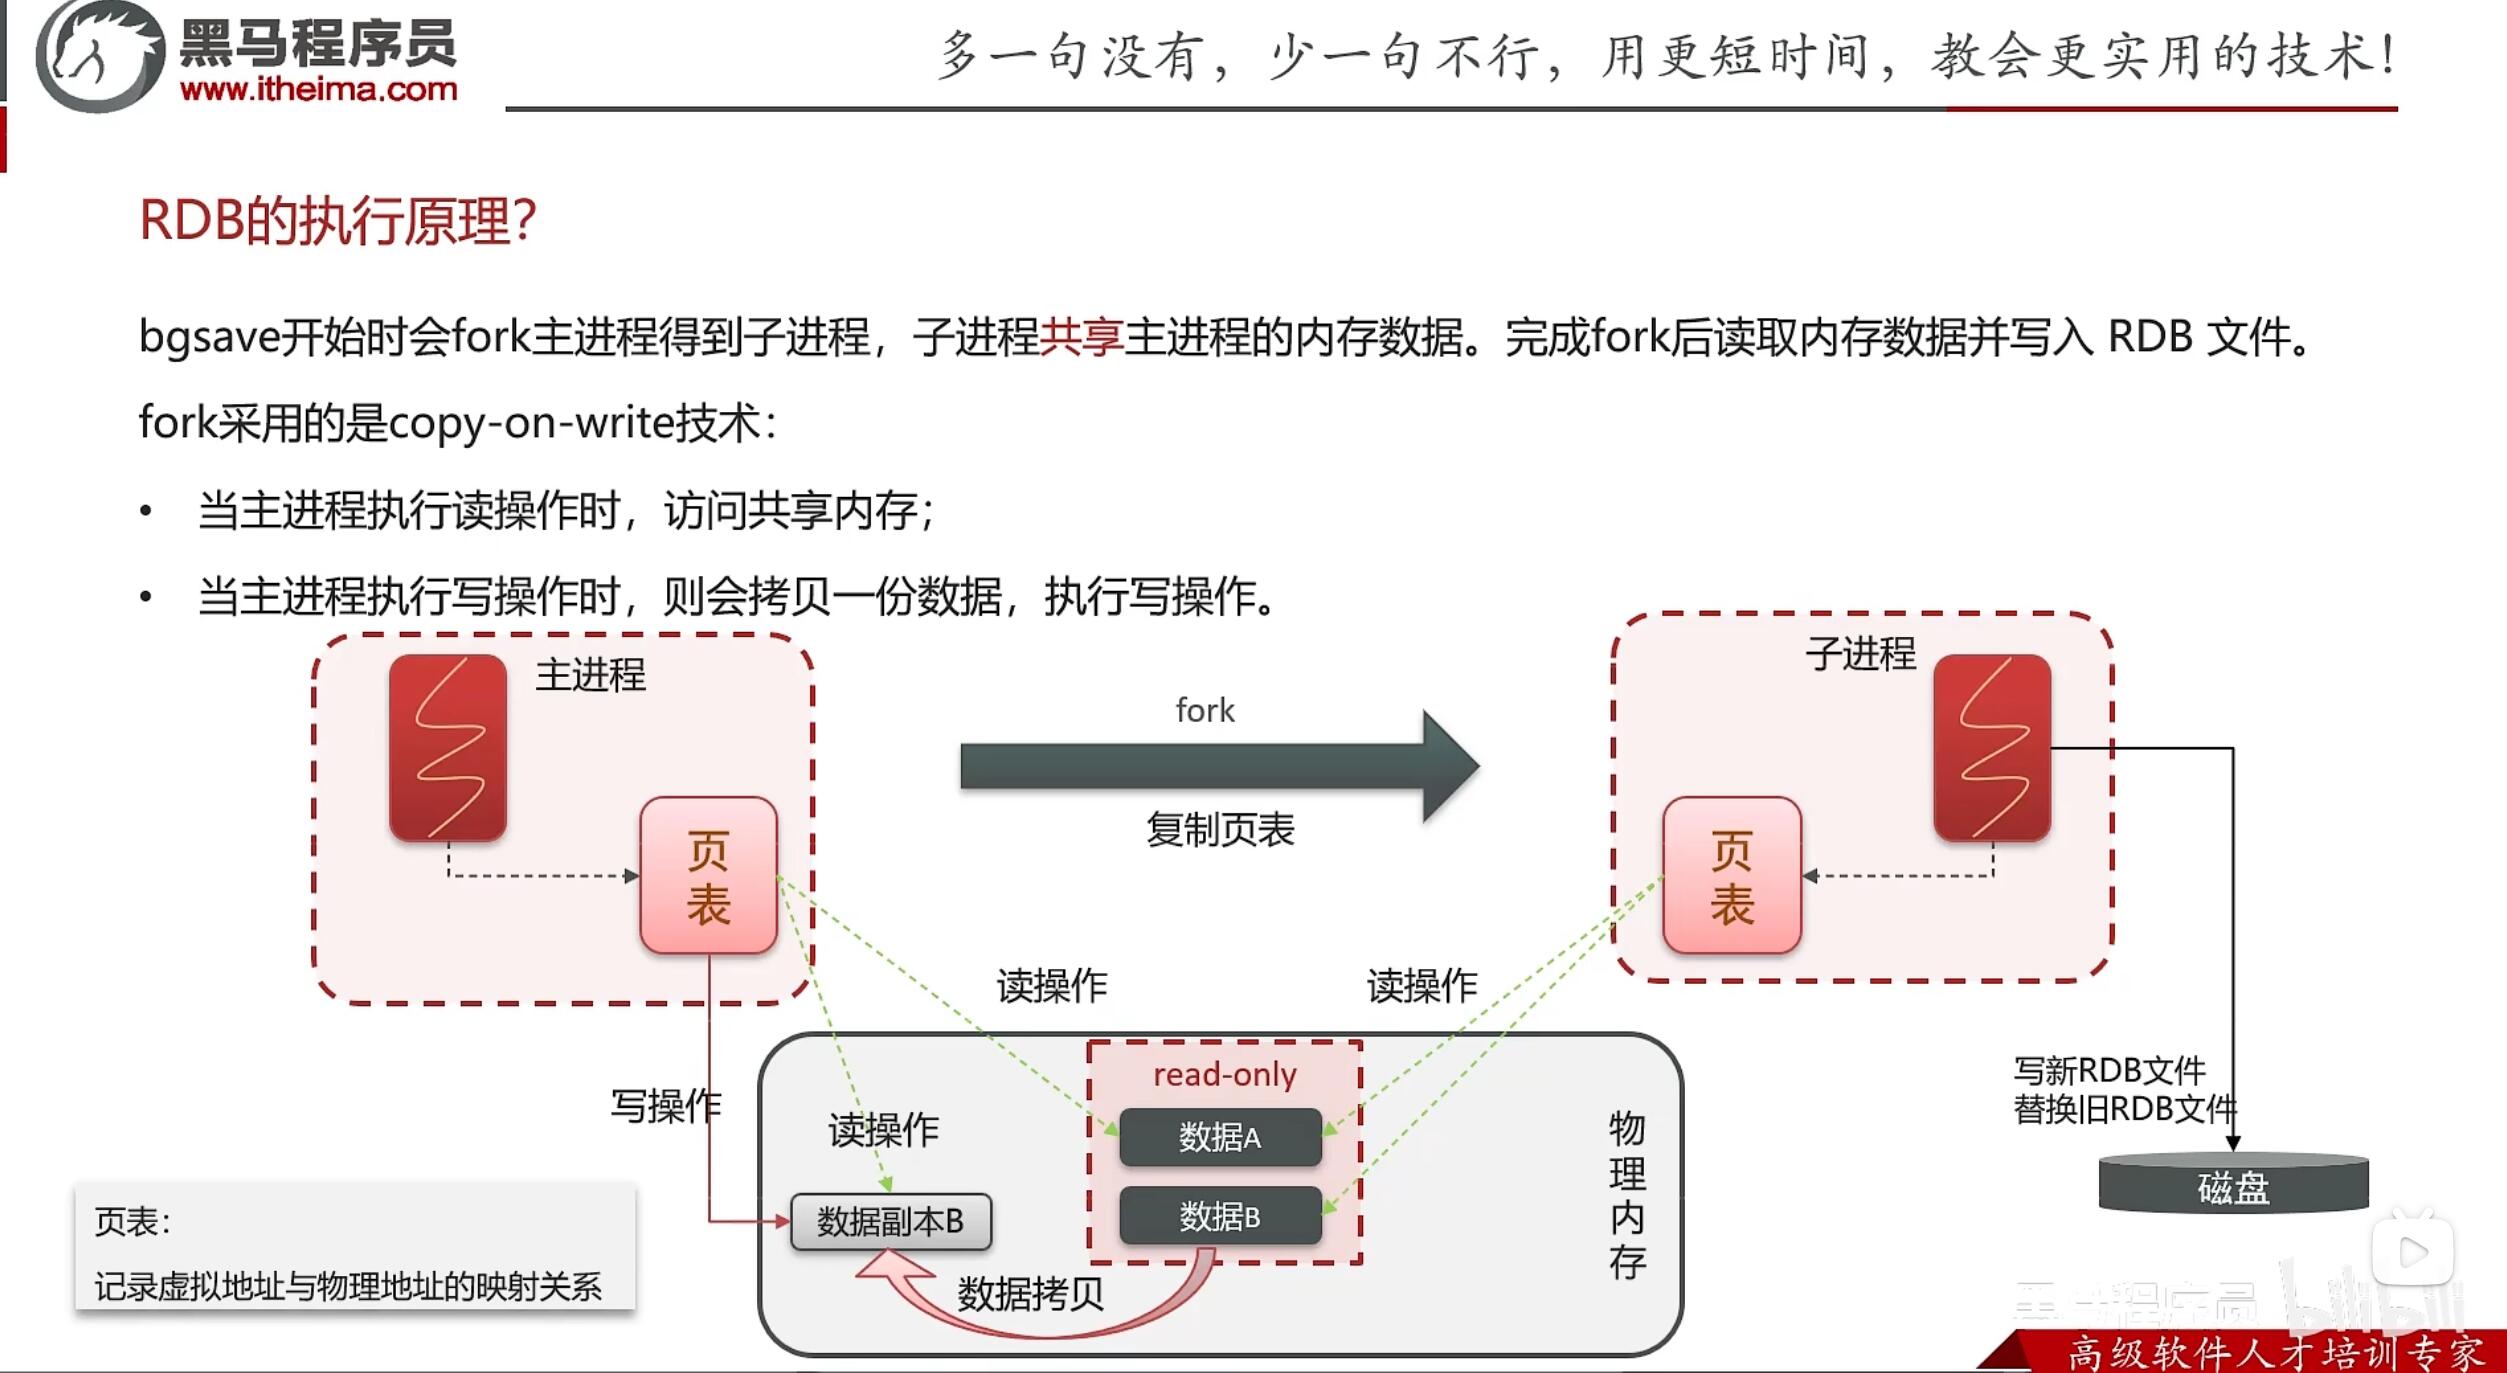 黑马程序员
www.itheima.com
多一句没有，少一句不行，用更短时间，教会更实用的技术！
RDB的执行原理？
bgsave开始时会fork主进程得到子进程，子进程共享主进程的内存数据。完成fork后读取内存数据并写入 RDB 文件。
fork采用的是copy-on-write技术：
• 当主进程执行读操作时，访问共享内存；
• 当主进程执行写操作时，则会拷贝一份数据，执行写操作。
主进程
页表
fork
复制页表
子进程
页表
读操作
读操作
写操作
读操作
read-only
数据A
数据B
数据副本B
数据拷贝
物理内存
写新RDB文件
替换旧RDB文件
磁盘
页表：
记录虚拟地址与物理地址的映射关系
黑马程序员 bilibili
高级软件人才培训专家